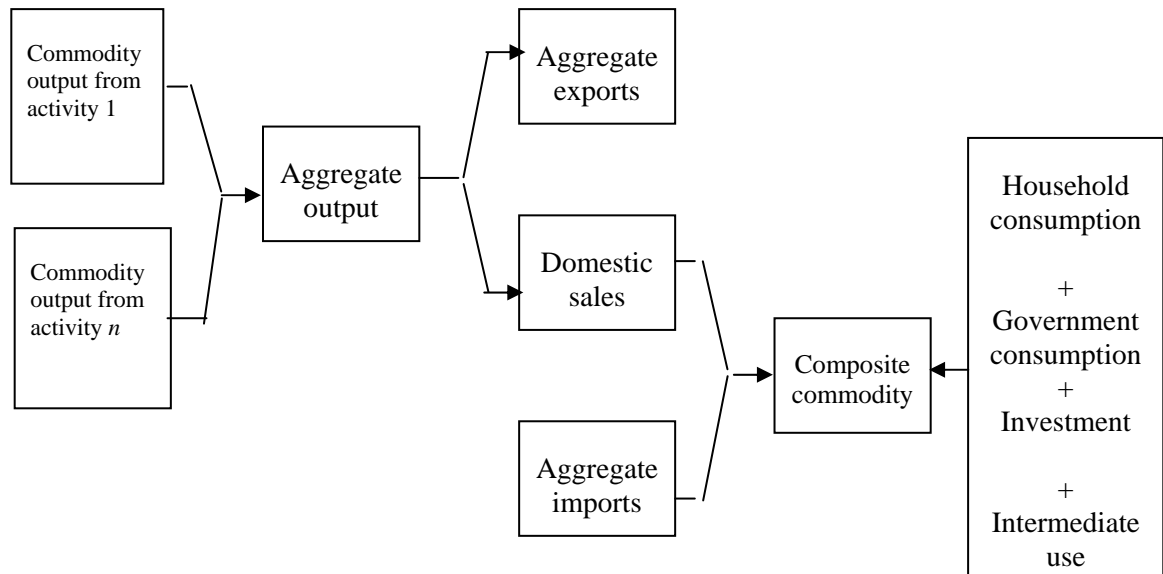 Commodity
output from
activity 1
Commodity
output from
activity n
Aggregate
output
Aggregate
exports
Domestic
sales
Aggregate
imports
Composite
commodity
Household
consumption
+
Government
consumption
+
Investment
+
Intermediate
use